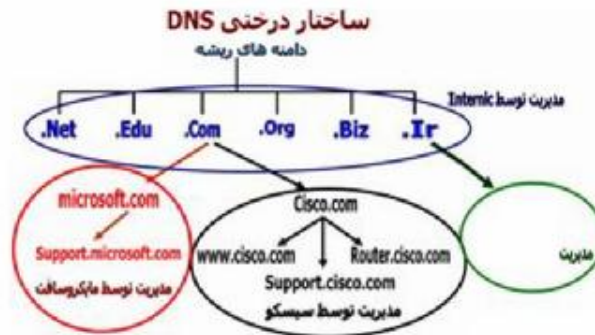 ساختار درختی DNS
دامنه های ریشه
مدیریت توسط Internic
.Net .Edu .Com .Org .Biz .Ir
microsoft.com
Support.microsoft.com
مدیریت توسط مایکروسافت
Cisco.com
www.cisco.com Router.cisco.com
Support.cisco.com
مدیریت توسط سیسکو
مدیریت